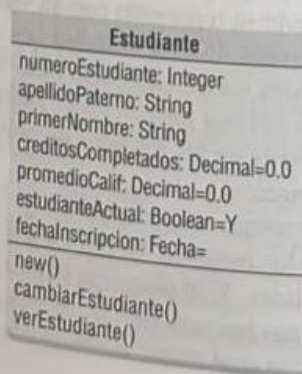 Estudiante
numeroEstudiante: Integer
apellidoPaterno: String
primerNombre: String
creditosCompletados: Decimal=0.0
promedioCalif: Decimal=0.0
estudianteActual: Boolean=Y
fechaInscripcion: Fecha=
new()
cambiarEstudiante()
verEstudiante()